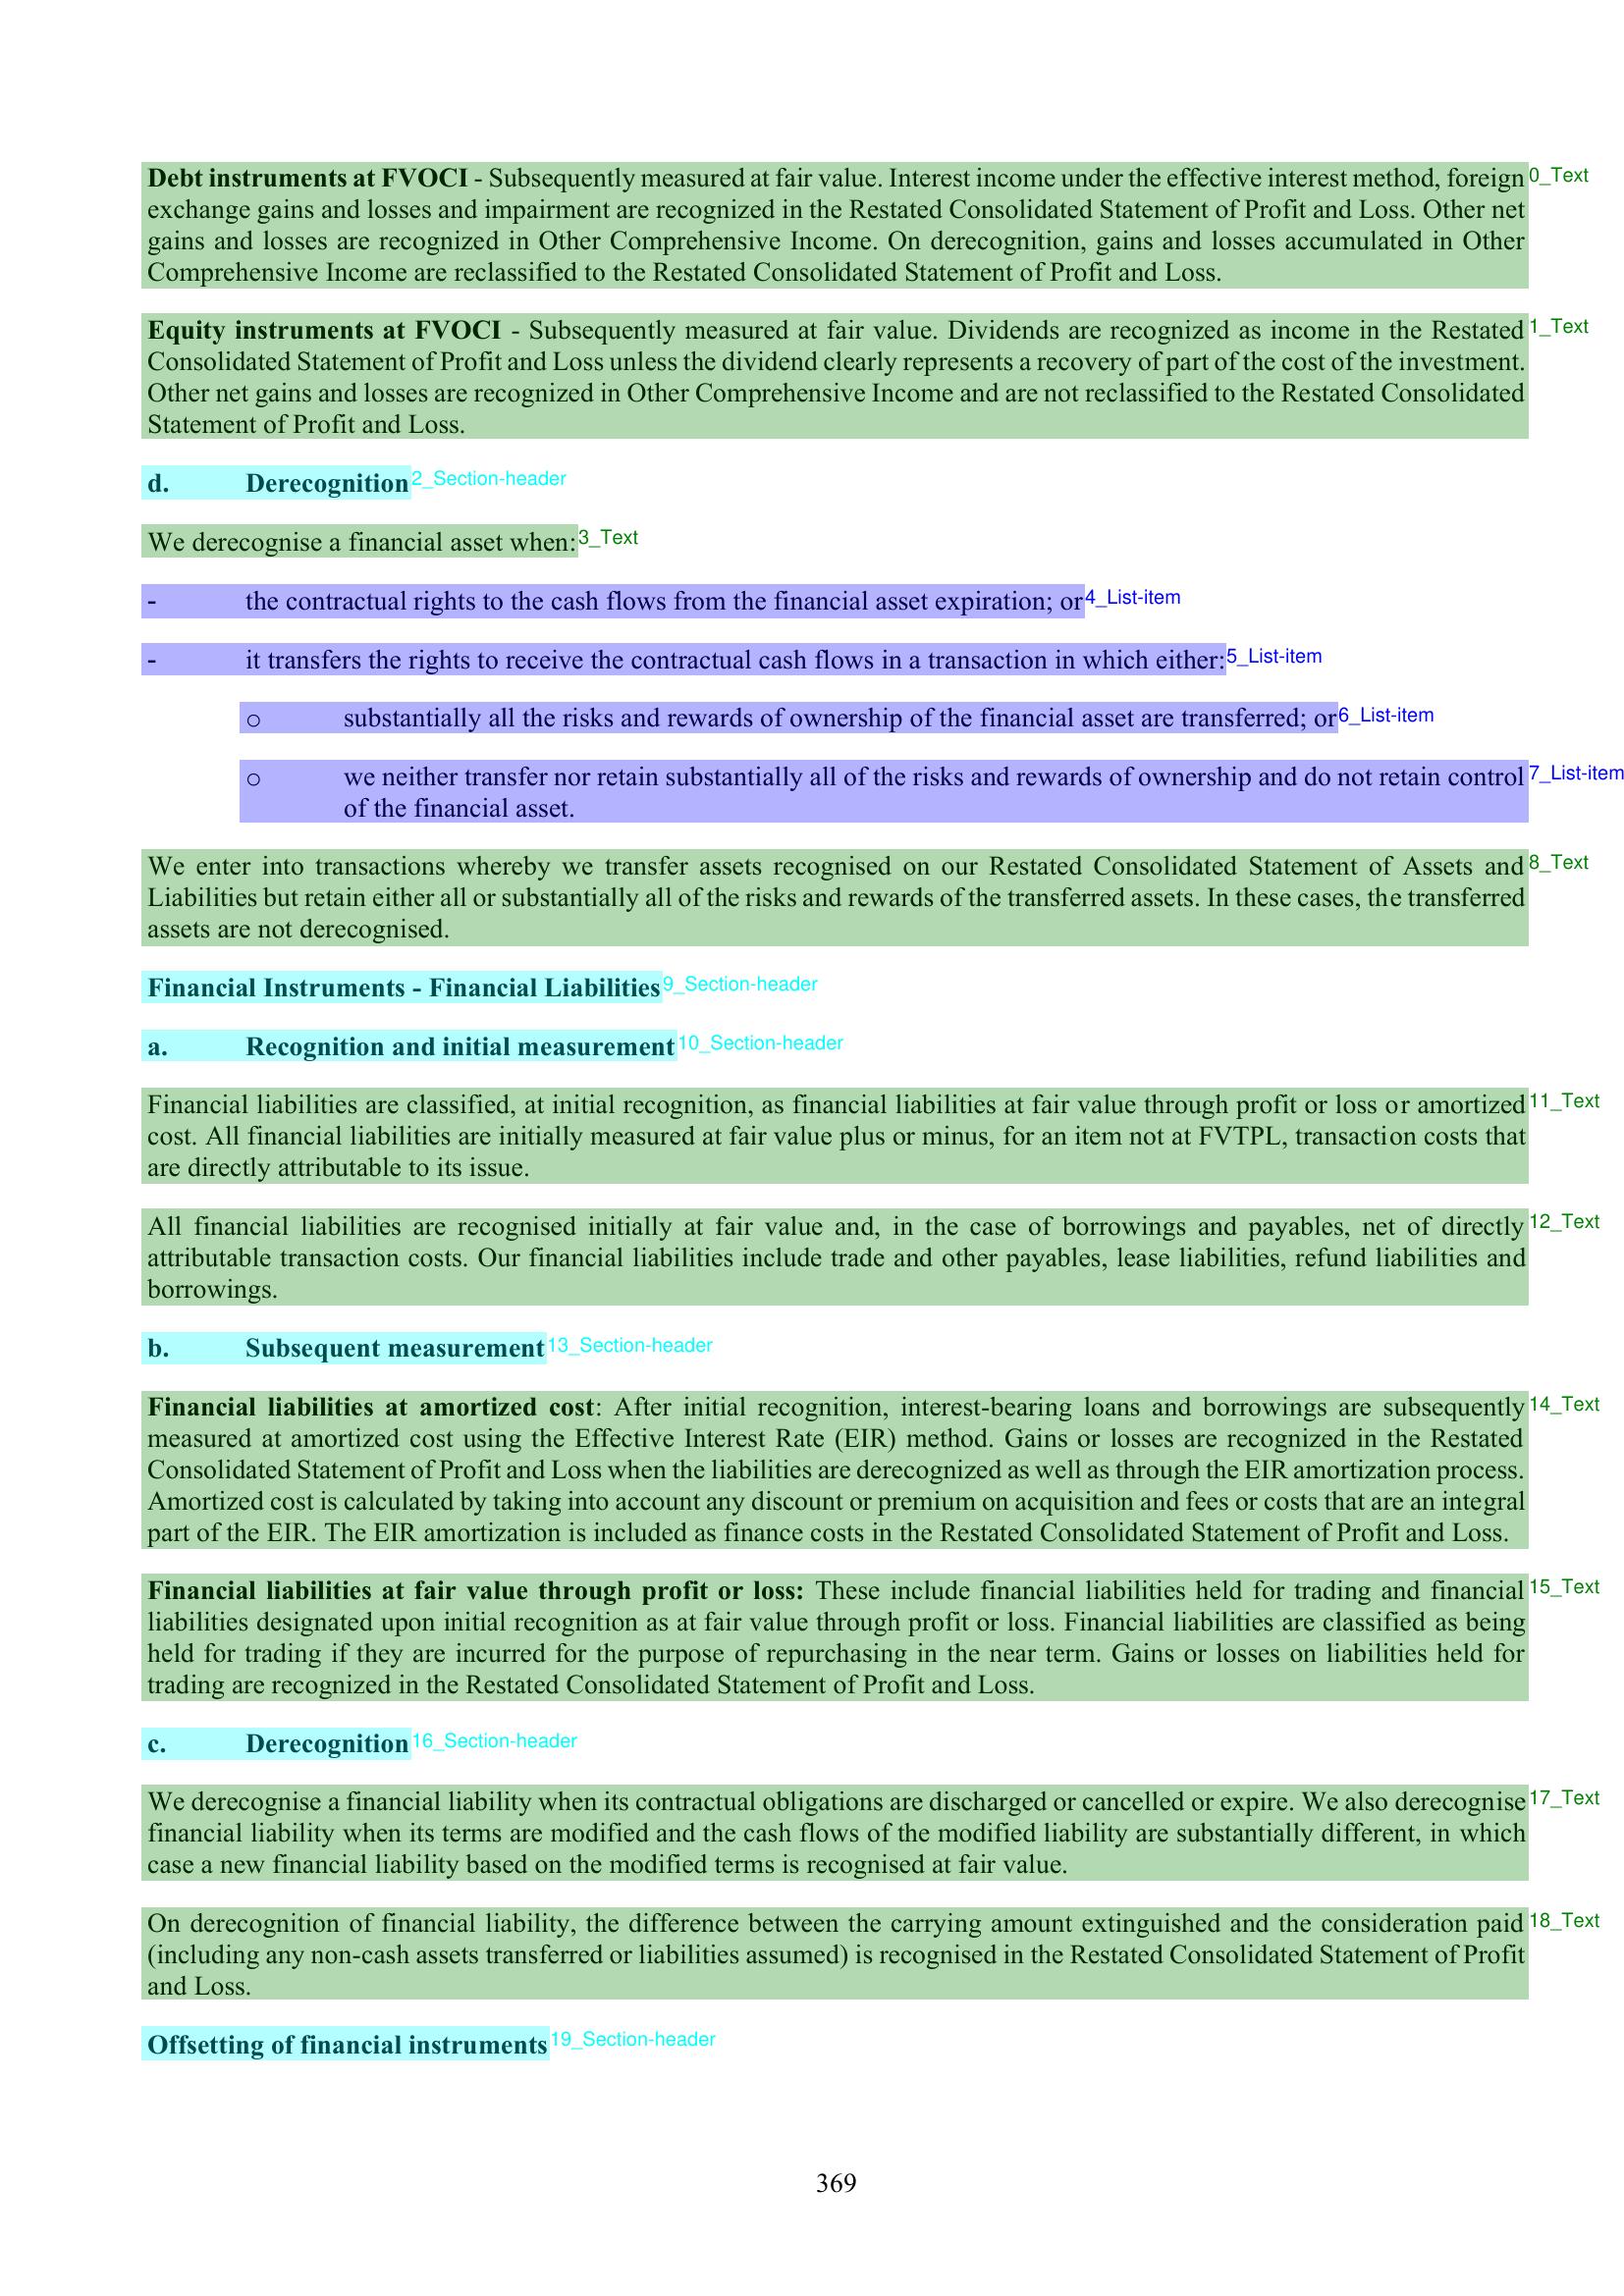 Debt instruments at FVOCI - Subsequently measured at fair value. Interest income under the effective interest method, foreign 0_Text
exchange gains and losses and impairment are recognized in the Restated Consolidated Statement of Profit and Loss. Other net
gains and losses are recognized in Other Comprehensive Income. On derecognition, gains and losses accumulated in Other
Comprehensive Income are reclassified to the Restated Consolidated Statement of Profit and Loss.
Equity instruments at FVOCI - Subsequently measured at fair value. Dividends are recognized as income in the Restated 1_Text
Consolidated Statement of Profit and Loss unless the dividend clearly represents a recovery of part of the cost of the investment.
Other net gains and losses are recognized in Other Comprehensive Income and are not reclassified to the Restated Consolidated
Statement of Profit and Loss.
d. Derecognition 2_Section-header
We derecognise a financial asset when: 3_Text
- the contractual rights to the cash flows from the financial asset expiration; or 4_List-item
- it transfers the rights to receive the contractual cash flows in a transaction in which either: 5_List-item
o substantially all the risks and rewards of ownership of the financial asset are transferred; or 6_List-item
o we neither transfer nor retain substantially all of the risks and rewards of ownership and do not retain control 7_List-item
of the financial asset.
We enter into transactions whereby we transfer assets recognised on our Restated Consolidated Statement of Assets and 8_Text
Liabilities but retain either all or substantially all of the risks and rewards of the transferred assets. In these cases, the transferred
assets are not derecognised.
Financial Instruments - Financial Liabilities 9_Section-header
a. Recognition and initial measurement 10_Section-header
Financial liabilities are classified, at initial recognition, as financial liabilities at fair value through profit or loss or amortized 11_Text
cost. All financial liabilities are initially measured at fair value plus or minus, for an item not at FVTPL, transaction costs that
are directly attributable to its issue.
All financial liabilities are recognised initially at fair value and, in the case of borrowings and payables, net of directly 12_Text
attributable transaction costs. Our financial liabilities include trade and other payables, lease liabilities, refund liabilities and
borrowings.
b. Subsequent measurement 13_Section-header
Financial liabilities at amortized cost: After initial recognition, interest-bearing loans and borrowings are subsequently 14_Text
measured at amortized cost using the Effective Interest Rate (EIR) method. Gains or losses are recognized in the Restated
Consolidated Statement of Profit and Loss when the liabilities are derecognized as well as through the EIR amortization process.
Amortized cost is calculated by taking into account any discount or premium on acquisition and fees or costs that are an integral
part of the EIR. The EIR amortization is included as finance costs in the Restated Consolidated Statement of Profit and Loss.
Financial liabilities at fair value through profit or loss: These include financial liabilities held for trading and financial 15_Text
liabilities designated upon initial recognition as at fair value through profit or loss. Financial liabilities are classified as being
held for trading if they are incurred for the purpose of repurchasing in the near term. Gains or losses on liabilities held for
trading are recognized in the Restated Consolidated Statement of Profit and Loss.
c. Derecognition 16_Section-header
We derecognise a financial liability when its contractual obligations are discharged or cancelled or expire. We also derecognise 17_Text
financial liability when its terms are modified and the cash flows of the modified liability are substantially different, in which
case a new financial liability based on the modified terms is recognised at fair value.
On derecognition of financial liability, the difference between the carrying amount extinguished and the consideration paid 18_Text
(including any non-cash assets transferred or liabilities assumed) is recognised in the Restated Consolidated Statement of Profit
and Loss.
Offsetting of financial instruments 19_Section-header
369